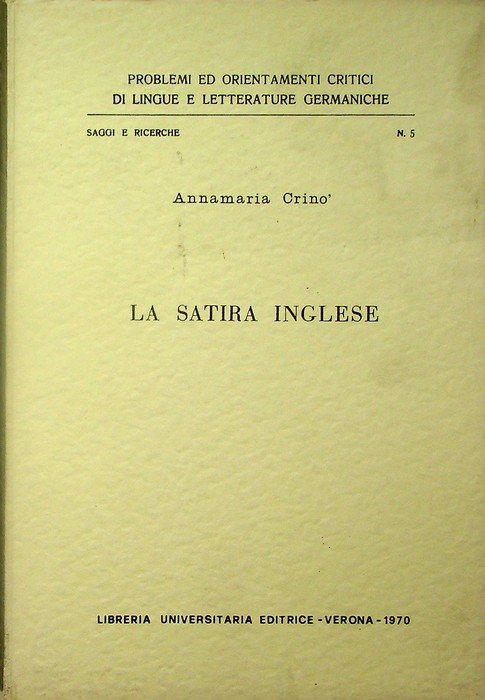 PROBLEMI ED ORIENTAMENTI CRITICI
DI LINGUE E LETTERATURE GERMANICHE
SAGGI E RICERCHE N. 5
Annamaria Crino'
LA SATIRA INGLESE
LIBRERIA UNIVERSITARIA EDITRICE - VERONA - 1970